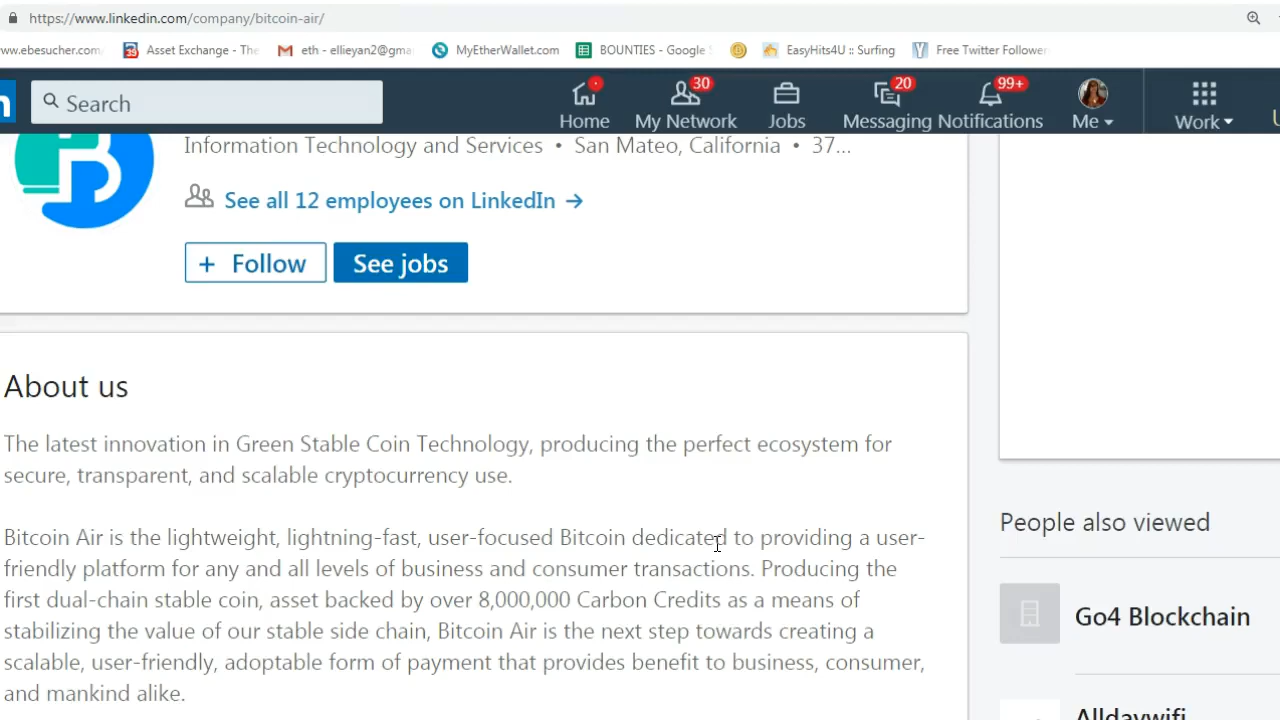 https://www.linkedin.com/company/bitcoin-air/
ww.ebesucher.com
Asset Exchange - The
eth - ellieyan2@gma
MyEtherWallet.com
BOUNTIES - Google S
EasyHits4U :: Surfing
Free Twitter Follower
n
Search
30
20
99+
Home
My Network
Jobs
Messaging
Notifications
Me
Work
B
Information Technology and Services • San Mateo, California • 37...
See all 12 employees on LinkedIn →
+ Follow
See jobs
About us
The latest innovation in Green Stable Coin Technology, producing the perfect ecosystem for
secure, transparent, and scalable cryptocurrency use.
Bitcoin Air is the lightweight, lightning-fast, user-focused Bitcoin dedicated to providing a user-
friendly platform for any and all levels of business and consumer transactions. Producing the
first dual-chain stable coin, asset backed by over 8,000,000 Carbon Credits as a means of
stabilizing the value of our stable side chain, Bitcoin Air is the next step towards creating a
scalable, user-friendly, adoptable form of payment that provides benefit to business, consumer,
and mankind alike.
People also viewed
Go4 Blockchain
Alldaywifi